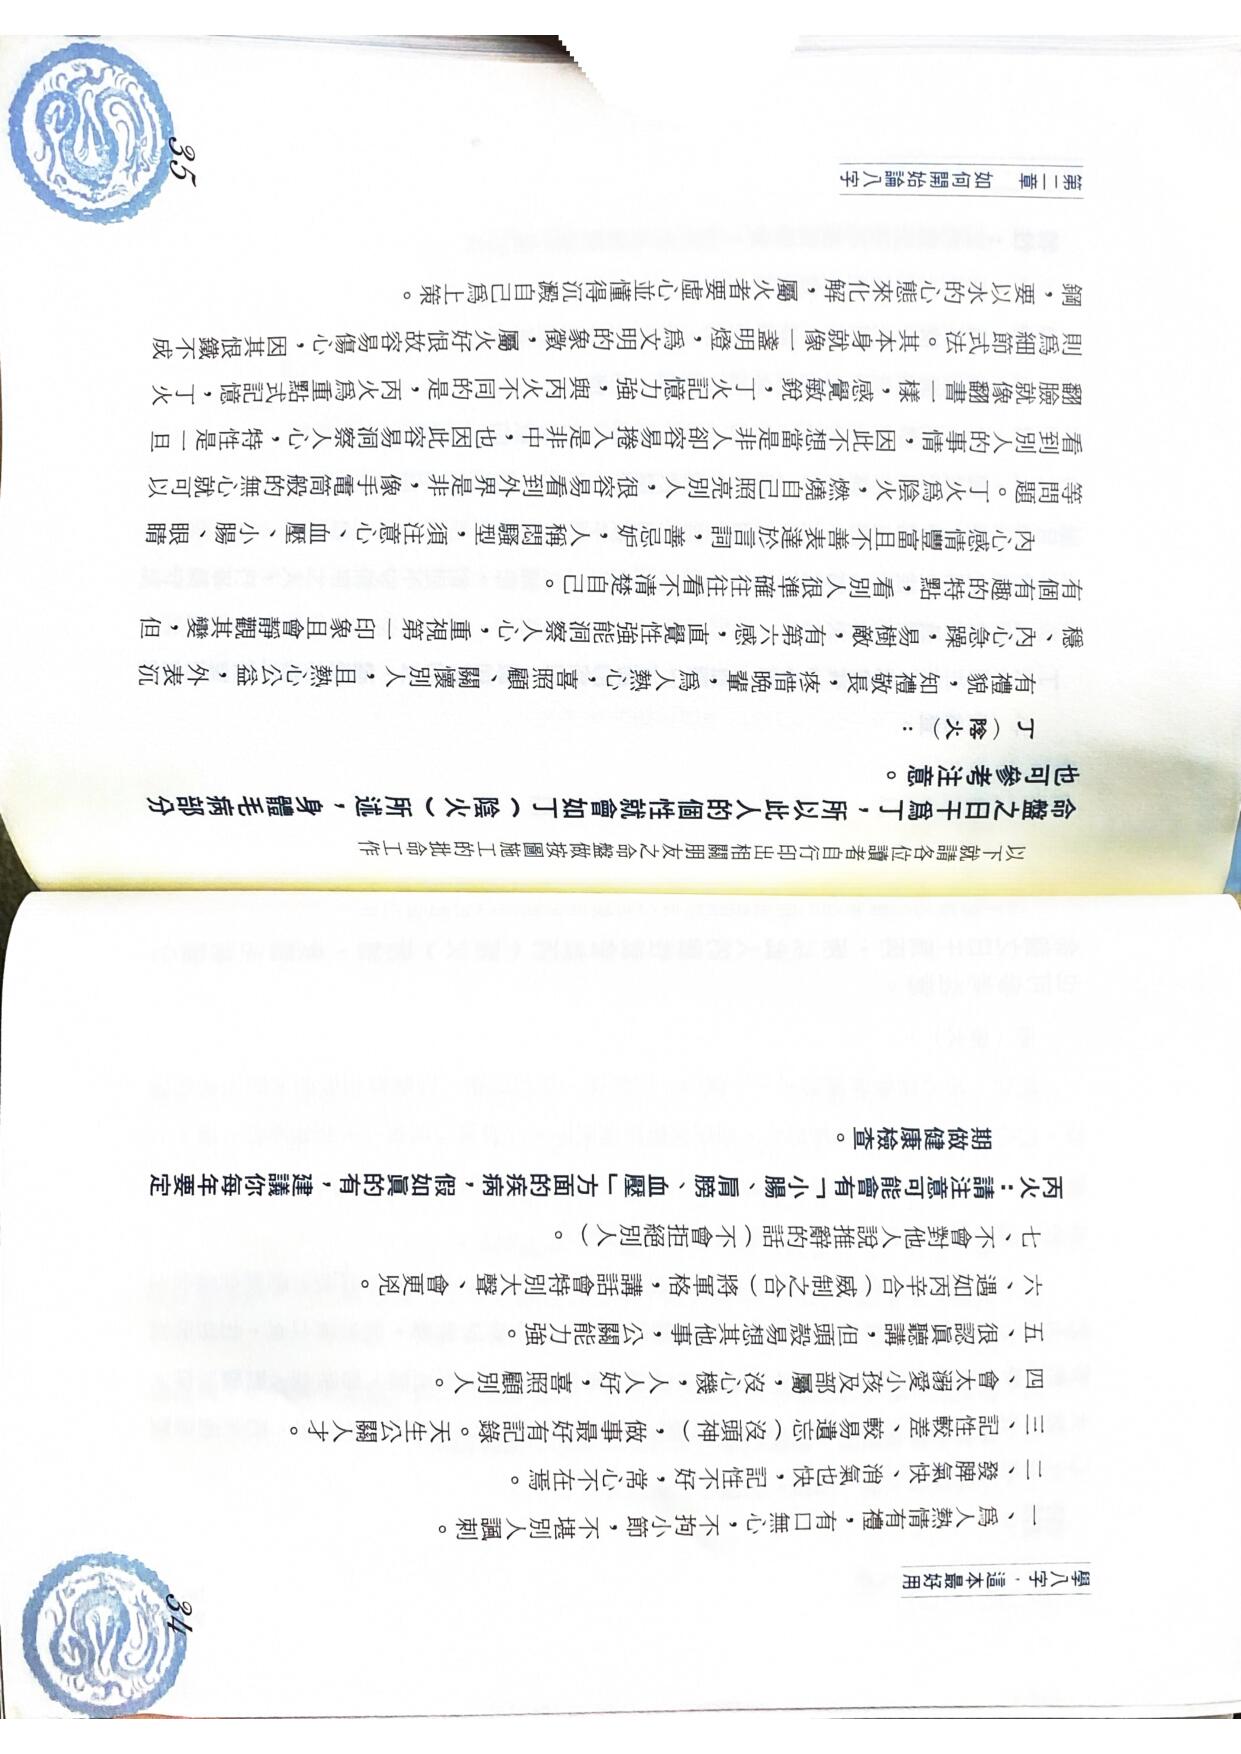 學八字，這本最好用
一、爲人熱情有禮，有口無心，不拘小節，不堪別人諷刺。
二、發脾氣快、消氣也快，記性不好，常心不在焉。
三、記性較差、較易遺忘（沒頭神），做事最好有記錄。天生公關人才。
四、會太溺愛小孩及部屬，沒心機，人人好，喜照顧別人。
五、很認眞聽講，但頭殼易想其他事，公關能力強。
六、遇如丙辛合（威制之合）將軍格，講話會特別大聲、會更兇。
七、不會對他人說推辭的話（不會拒絕別人）。
丙火：請注意可能會有「小腸、肩膀、血壓」方面的疾病，假如眞的有，建議你每年要定
期做健康檢查。
34
以下就請各位讀者自行印出相關朋友之命盤做按圖施工的批命工作
命盤之日干爲丁，所以此人的個性就會如丁（陰火）所述，身體毛病部分
也可參考注意。
丁（陰火）：
有禮貌，知禮敬長，疼惜晚輩，爲人熱心，喜照顧、關懷別人，且熱心公益，外表沉
穩、內心急躁，易樹敵，有第六感，直覺性強能洞察人心，重視第一印象且會靜觀其變，但
有個有趣的特點，看別人很準確往往看不清楚自己。
內心感情豐富且不善表達於言詞，善忌妒，人稱悶騷型，須注意心、血壓、小腸、眼睛
等問題。丁火爲陰火，燃燒自己照亮別人，很容易看到外界是非，像手電筒般的無心就可以
看到別人的事情，因此不想當是非人卻容易捲入是非中，也因此容易洞察人心，特性是一旦
翻臉就像翻書一樣，感覺敏銳，丁火記憶力強，與丙火不同的是，丙火爲重點式記憶，丁火
則爲細節式法。其本身就像一盞明燈，爲文明的象徵，屬火好恨故容易傷心，因其恨鐵不成
鋼，要以水的心態來化解，屬火者要虛心並懂得沉澱自己爲上策。
第二章　如何開始論八字
35